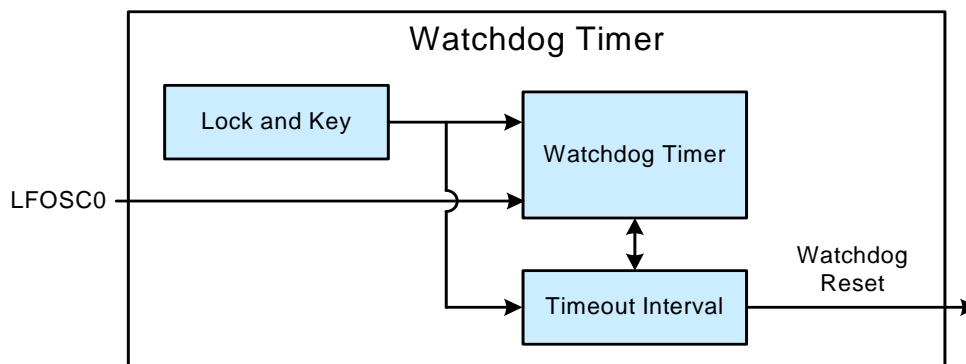 Watchdog Timer
Lock and Key
Watchdog Timer
LFOSC0
Watchdog
Reset
Timeout Interval